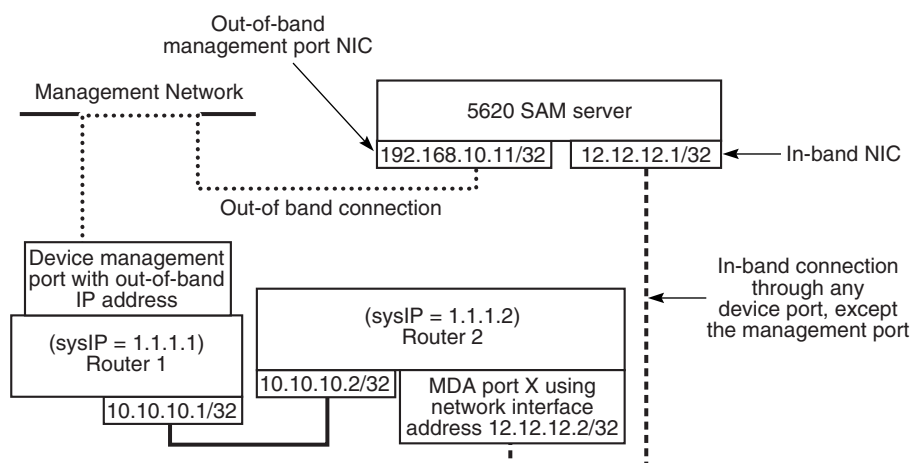 Out-of-band
management port NIC
Management Network
5620 SAM server
192.168.10.11/32
12.12.12.1/32
In-band NIC
Out-of band connection
Device management
port with out-of-band
IP address
In-band connection
through any
device port, except
the management port
(sysIP = 1.1.1.1)
Router 1
(sysIP = 1.1.1.2)
Router 2
10.10.10.1/32
10.10.10.2/32
MDA port X using
network interface
address 12.12.12.2/32